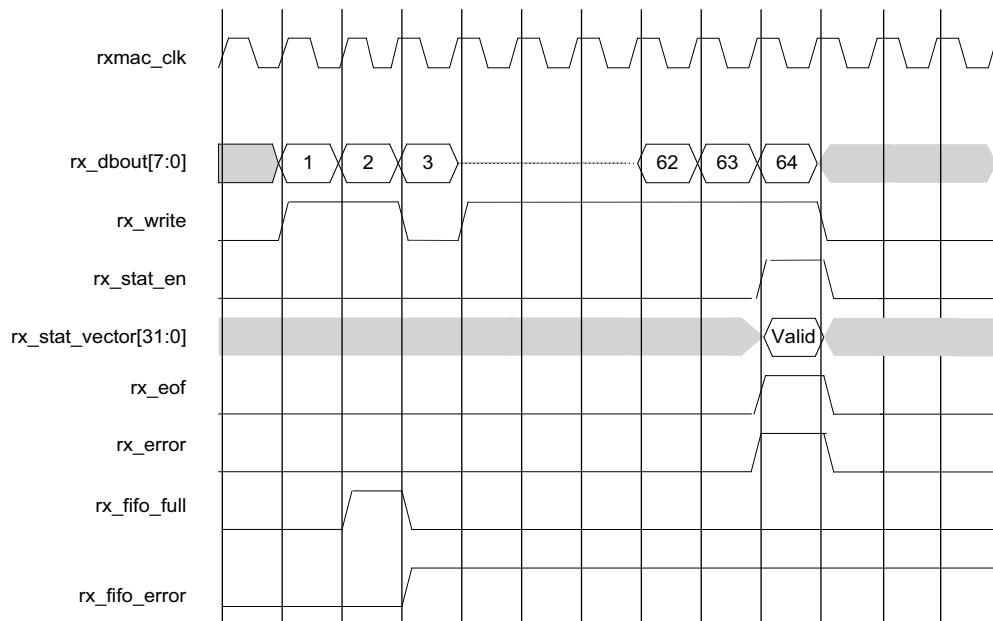 rxmac_clk
rx_dbout[7:0] 1 2 3 62 63 64
rx_write
rx_stat_en
rx_stat_vector[31:0] Valid
rx_eof
rx_error
rx_fifo_full
rx_fifo_error